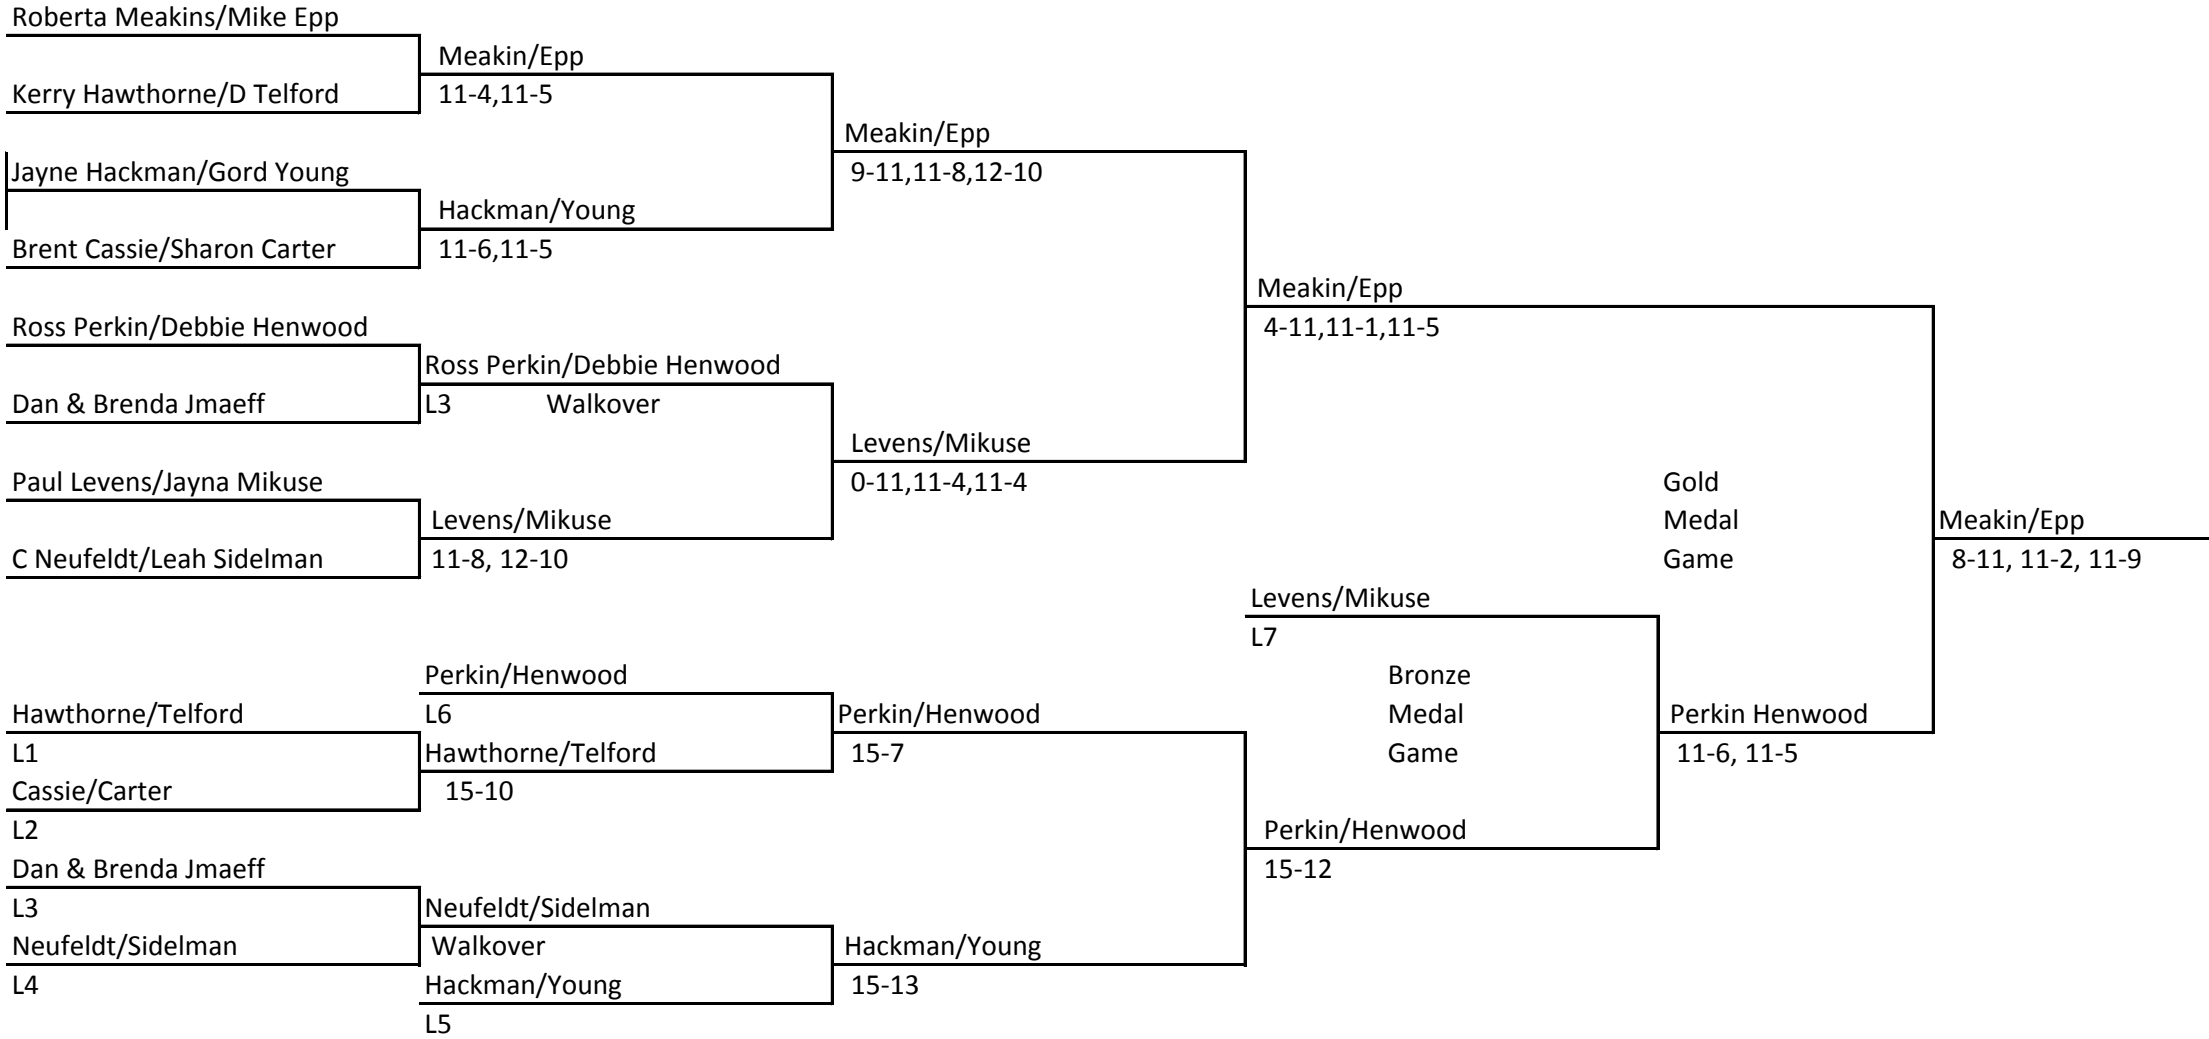 Roberta Meakins/Mike Epp
Meakin/Epp
Kerry Hawthorne/D Telford
11-4,11-5
Meakin/Epp
Jayne Hackman/Gord Young
9-11,11-8,12-10
Hackman/Young
Brent Cassie/Sharon Carter
11-6,11-5
Meakin/Epp
Ross Perkin/Debbie Henwood
4-11,11-1,11-5
Ross Perkin/Debbie Henwood
Dan & Brenda Jmaeff
L3 Walkover
Levens/Mikuse
Paul Levens/Jayna Mikuse
0-11,11-4,11-4
Gold
Levens/Mikuse
Medal
Meakin/Epp
C Neufeldt/Leah Sidelman
11-8, 12-10
Game
8-11, 11-2, 11-9
Levens/Mikuse
L7
Perkin/Henwood
Bronze
Hawthorne/Telford
L6
Perkin/Henwood
Medal
Perkin Henwood
L1
Hawthorne/Telford
15-7
Game
11-6, 11-5
Cassie/Carter
15-10
L2
Perkin/Henwood
Dan & Brenda Jmaeff
15-12
L3
Neufeldt/Sidelman
Neufeldt/Sidelman
Walkover
Hackman/Young
L4
Hackman/Young
15-13
L5